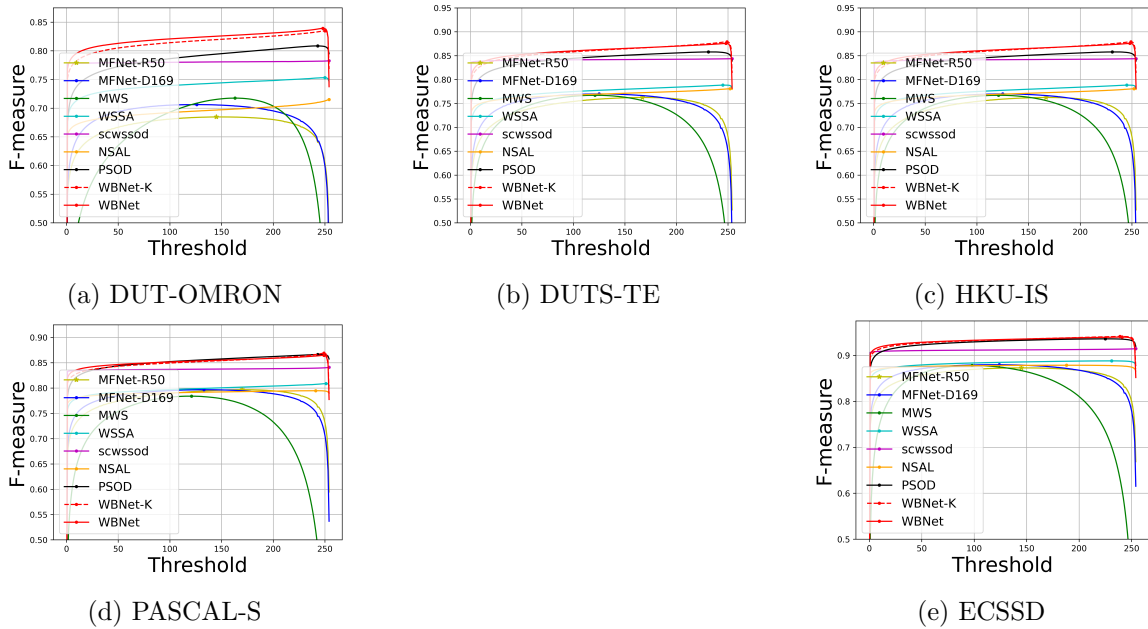 0.85
0.80
0.75
0.70
0.65
0.60
0.55
0.50
F-measure
MFNet-R50
MFNet-D169
MWS
WSSA
scwssod
NSAL
PSOD
WBNet-K
WBNet
0 50 100 150 200 250
Threshold
(a) DUT-OMRON
0.95
0.90
0.85
0.80
0.75
0.70
0.65
0.60
0.55
0.50
F-measure
MFNet-R50
MFNet-D169
MWS
WSSA
scwssod
NSAL
PSOD
WBNet-K
WBNet
0 50 100 150 200 250
Threshold
(b) DUTS-TE
0.95
0.90
0.85
0.80
0.75
0.70
0.65
0.60
0.55
0.50
F-measure
MFNet-R50
MFNet-D169
MWS
WSSA
scwssod
NSAL
PSOD
WBNet-K
WBNet
0 50 100 150 200 250
Threshold
(c) HKU-IS
0.90
0.85
0.80
0.75
0.70
0.65
0.60
0.55
0.50
F-measure
MFNet-R50
MFNet-D169
MWS
WSSA
scwssod
NSAL
PSOD
WBNet-K
WBNet
0 50 100 150 200 250
Threshold
(d) PASCAL-S
0.9
0.8
0.7
0.6
0.5
F-measure
MFNet-R50
MFNet-D169
MWS
WSSA
scwssod
NSAL
PSOD
WBNet-K
WBNet
0 50 100 150 200 250
Threshold
(e) ECSSD